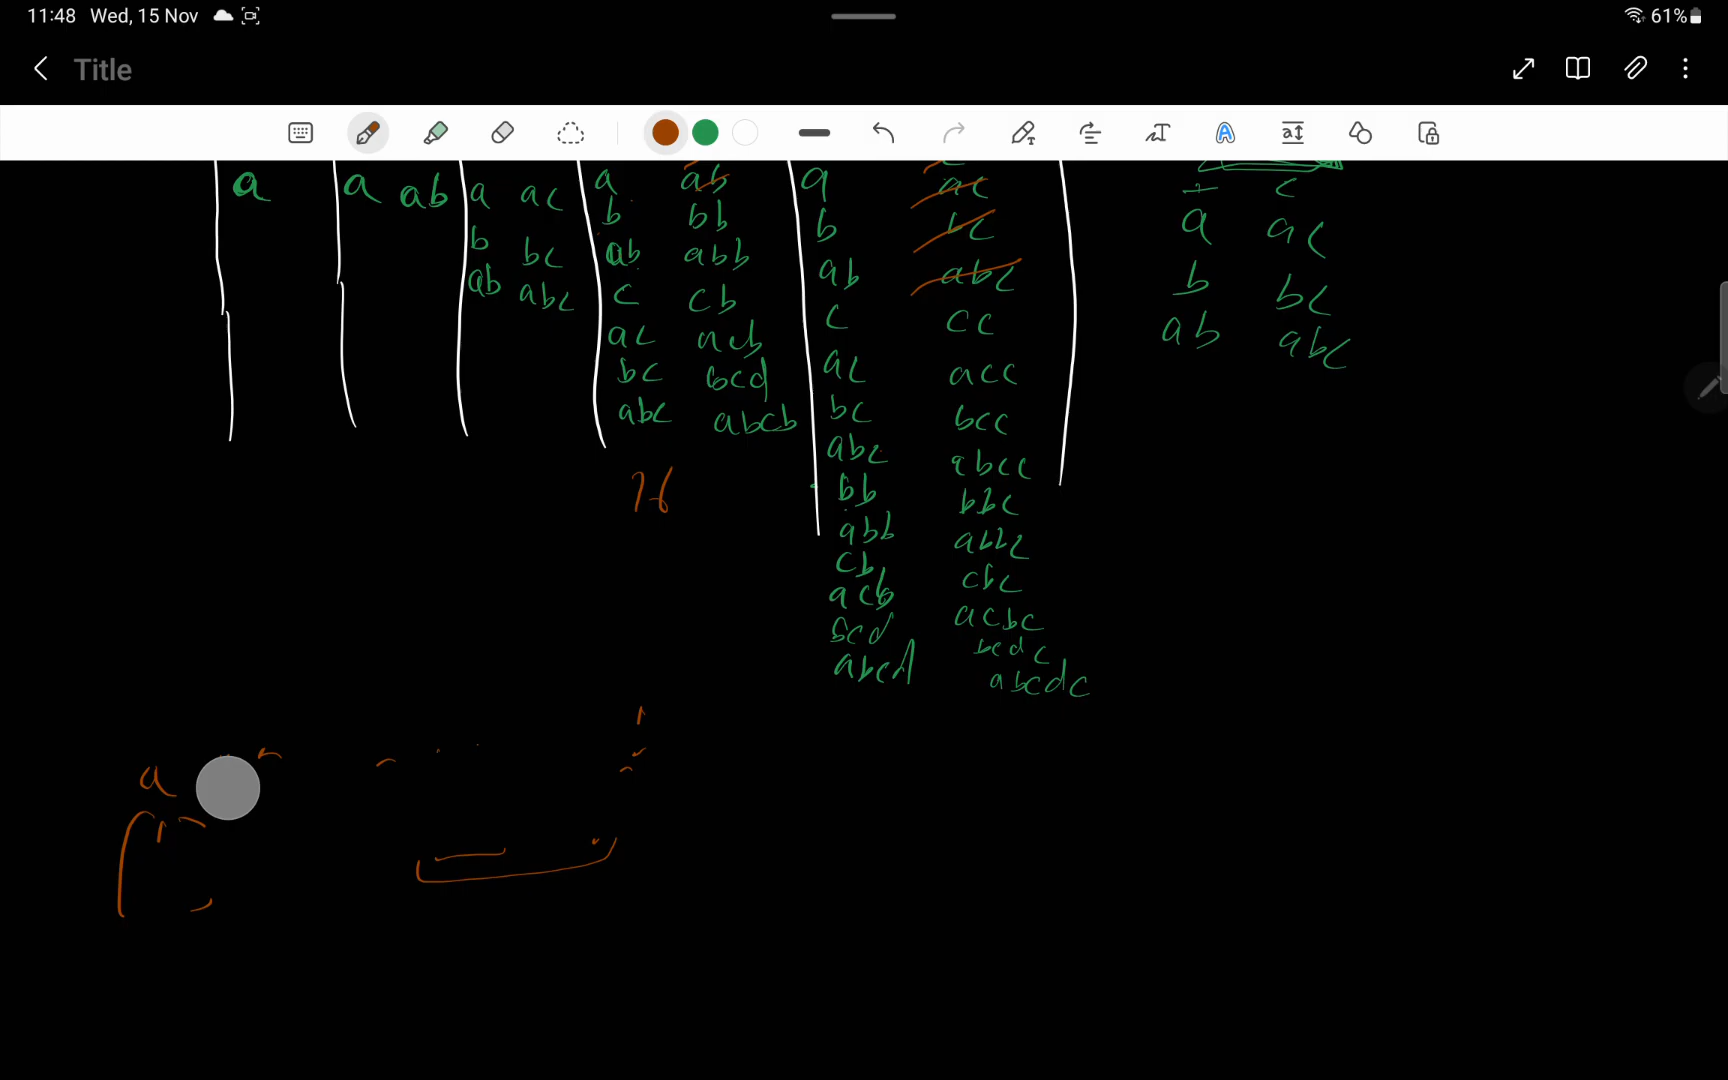 11:48 Wed, 15 Nov 61%
Title
a a ab a ac a ab a ac c
b bc b bb b bc a ac
ab abc ab abb ab abc b bc
c cb c cc ab abc
ac acb ac acc
bc bcd bc bcc
abc abcb abc abcc
16 bb bbc
abb abbc
cb cbc
acb acbc
bcd bcdc
abcd abcdc
a